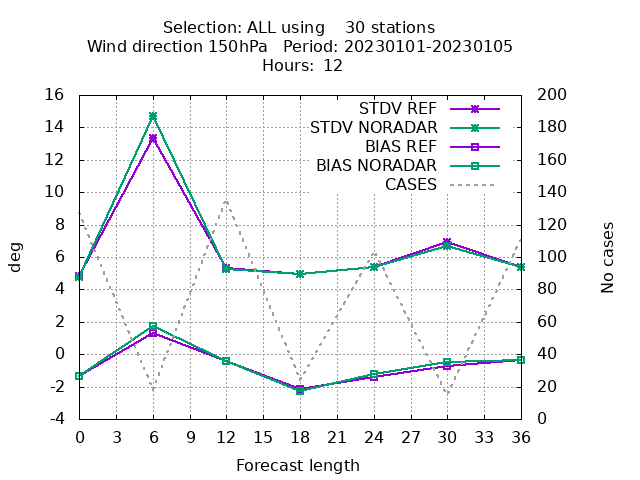 Selection: ALL using    30 stations
Wind direction 150hPa   Period: 20230101-20230105
Hours:  12
STDV REF
STDV NORADAR
BIAS REF
BIAS NORADAR
CASES
16
14
12
10
8
6
4
2
0
-2
-4
deg
200
180
160
140
120
100
80
60
40
20
0
No cases
0 3 6 9 12 15 18 21 24 27 30 33 36
Forecast length